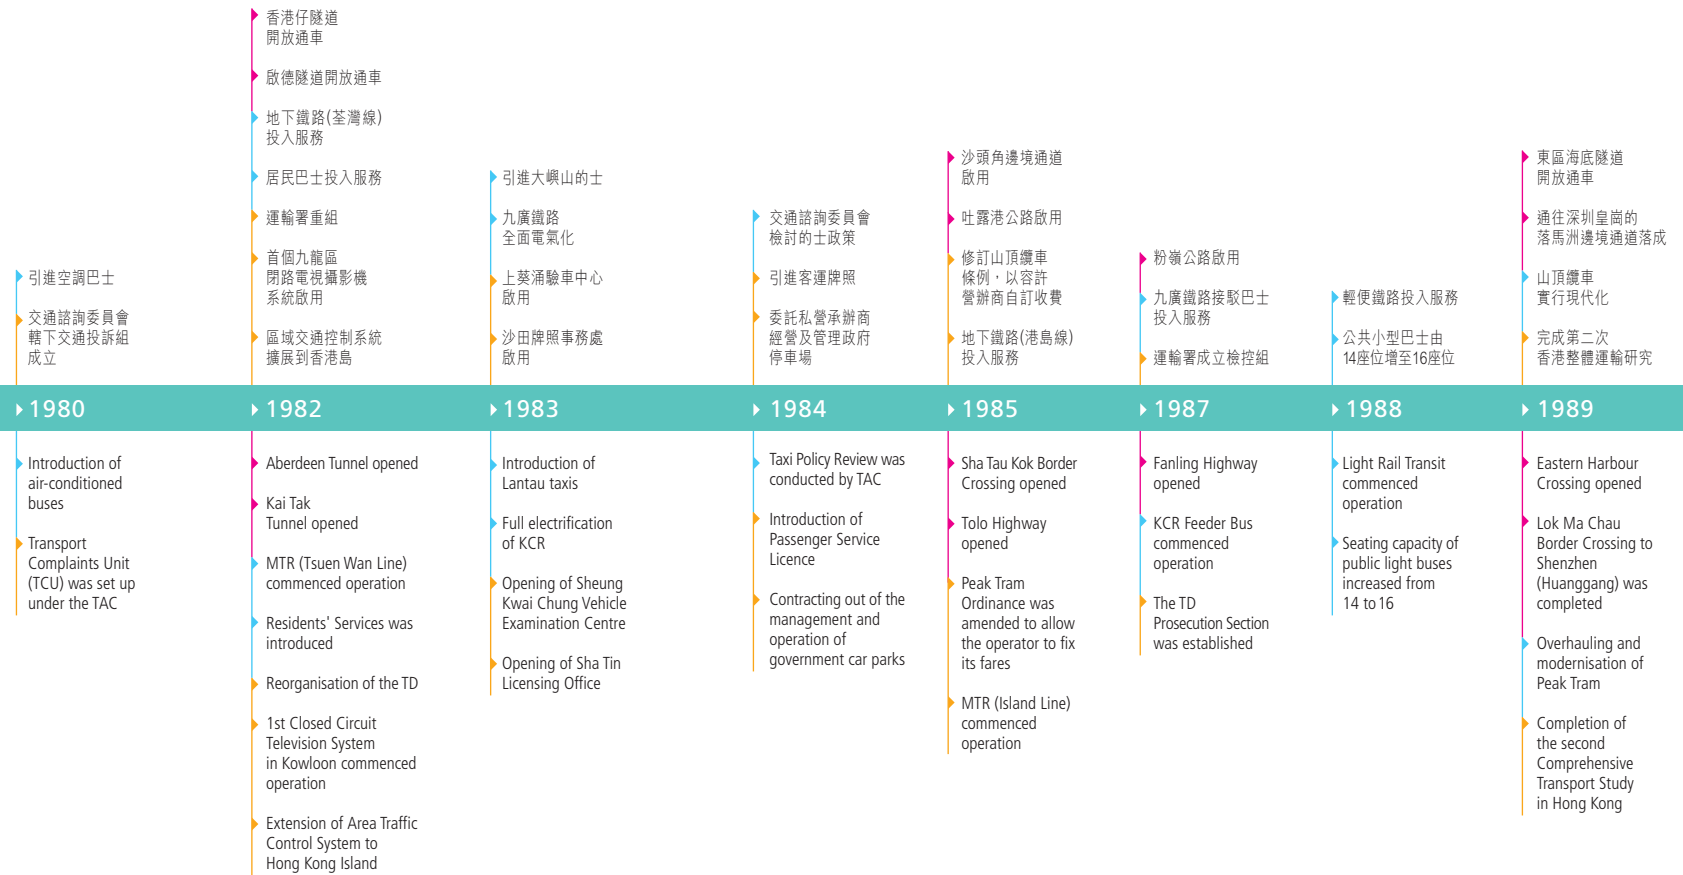 香港仔隧道
開放通車
啟德隧道開放通車
地下鐵路(荃灣線)
投入服務
居民巴士投入服務
運輸署重組
首個九龍區
閉路電視攝影機
系統啟用
區域交通控制系統
擴展到香港島
引進空調巴士
交通諮詢委員會
轄下交通投訴組
成立
引進大嶼山的士
九廣鐵路
全面電氣化
上葵涌驗車中心
啟用
沙田牌照事務處
啟用
交通諮詢委員會
檢討的士政策
引進客運牌照
委託私營承辦商
經營及管理政府
停車場
沙頭角邊境通道
啟用
吐露港公路啟用
修訂山頂纜車
條例，以容許
營辦商自訂收費
地下鐵路(港島線)
投入服務
粉嶺公路啟用
九廣鐵路接駁巴士
投入服務
運輸署成立檢控組
輕便鐵路投入服務
公共小型巴士由
14座位增至16座位
東區海底隧道
開放通車
通往深圳皇崗的
落馬洲邊境通道落成
山頂纜車
實行現代化
完成第二次
香港整體運輸研究
1980
1982
1983
1984
1985
1987
1988
1989
Introduction of
air-conditioned
buses
Transport
Complaints Unit
(TCU) was set up
under the TAC
Aberdeen Tunnel opened
Kai Tak
Tunnel opened
MTR (Tsuen Wan Line)
commenced operation
Residents' Services was
introduced
Reorganisation of the TD
1st Closed Circuit
Television System
in Kowloon commenced
operation
Extension of Area Traffic
Control System to
Hong Kong Island
Introduction of
Lantau taxis
Full electrification
of KCR
Opening of Sheung
Kwai Chung Vehicle
Examination Centre
Opening of Sha Tin
Licensing Office
Taxi Policy Review was
conducted by TAC
Introduction of
Passenger Service
Licence
Contracting out of the
management and
operation of
government car parks
Sha Tau Kok Border
Crossing opened
Tolo Highway
opened
Peak Tram
Ordinance was
amended to allow
the operator to fix
its fares
MTR (Island Line)
commenced
operation
Fanling Highway
opened
KCR Feeder Bus
commenced
operation
The TD
Prosecution Section
was established
Light Rail Transit
commenced
operation
Seating capacity of
public light buses
increased from
14 to 16
Eastern Harbour
Crossing opened
Lok Ma Chau
Border Crossing to
Shenzhen
(Huanggang) was
completed
Overhauling and
modernisation of
Peak Tram
Completion of
the second
Comprehensive
Transport Study
in Hong Kong